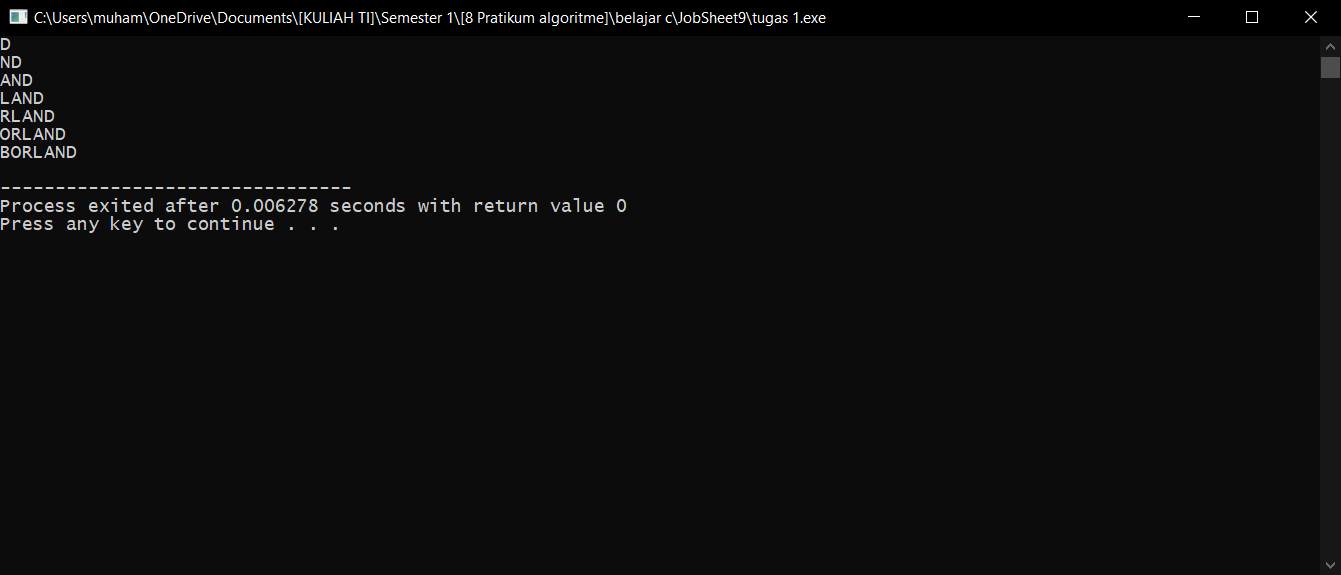 C:\Users\muham\OneDrive\Documents\[KULIAH TI]\Semester 1\[8 Pratikum algoritme]\belajar c\JobSheet9\tugas 1.exe
D
ND
AND
LAND
RLAND
ORLAND
BORLAND
--------------------------------
Process exited after 0.006278 seconds with return value 0
Press any key to continue . . .